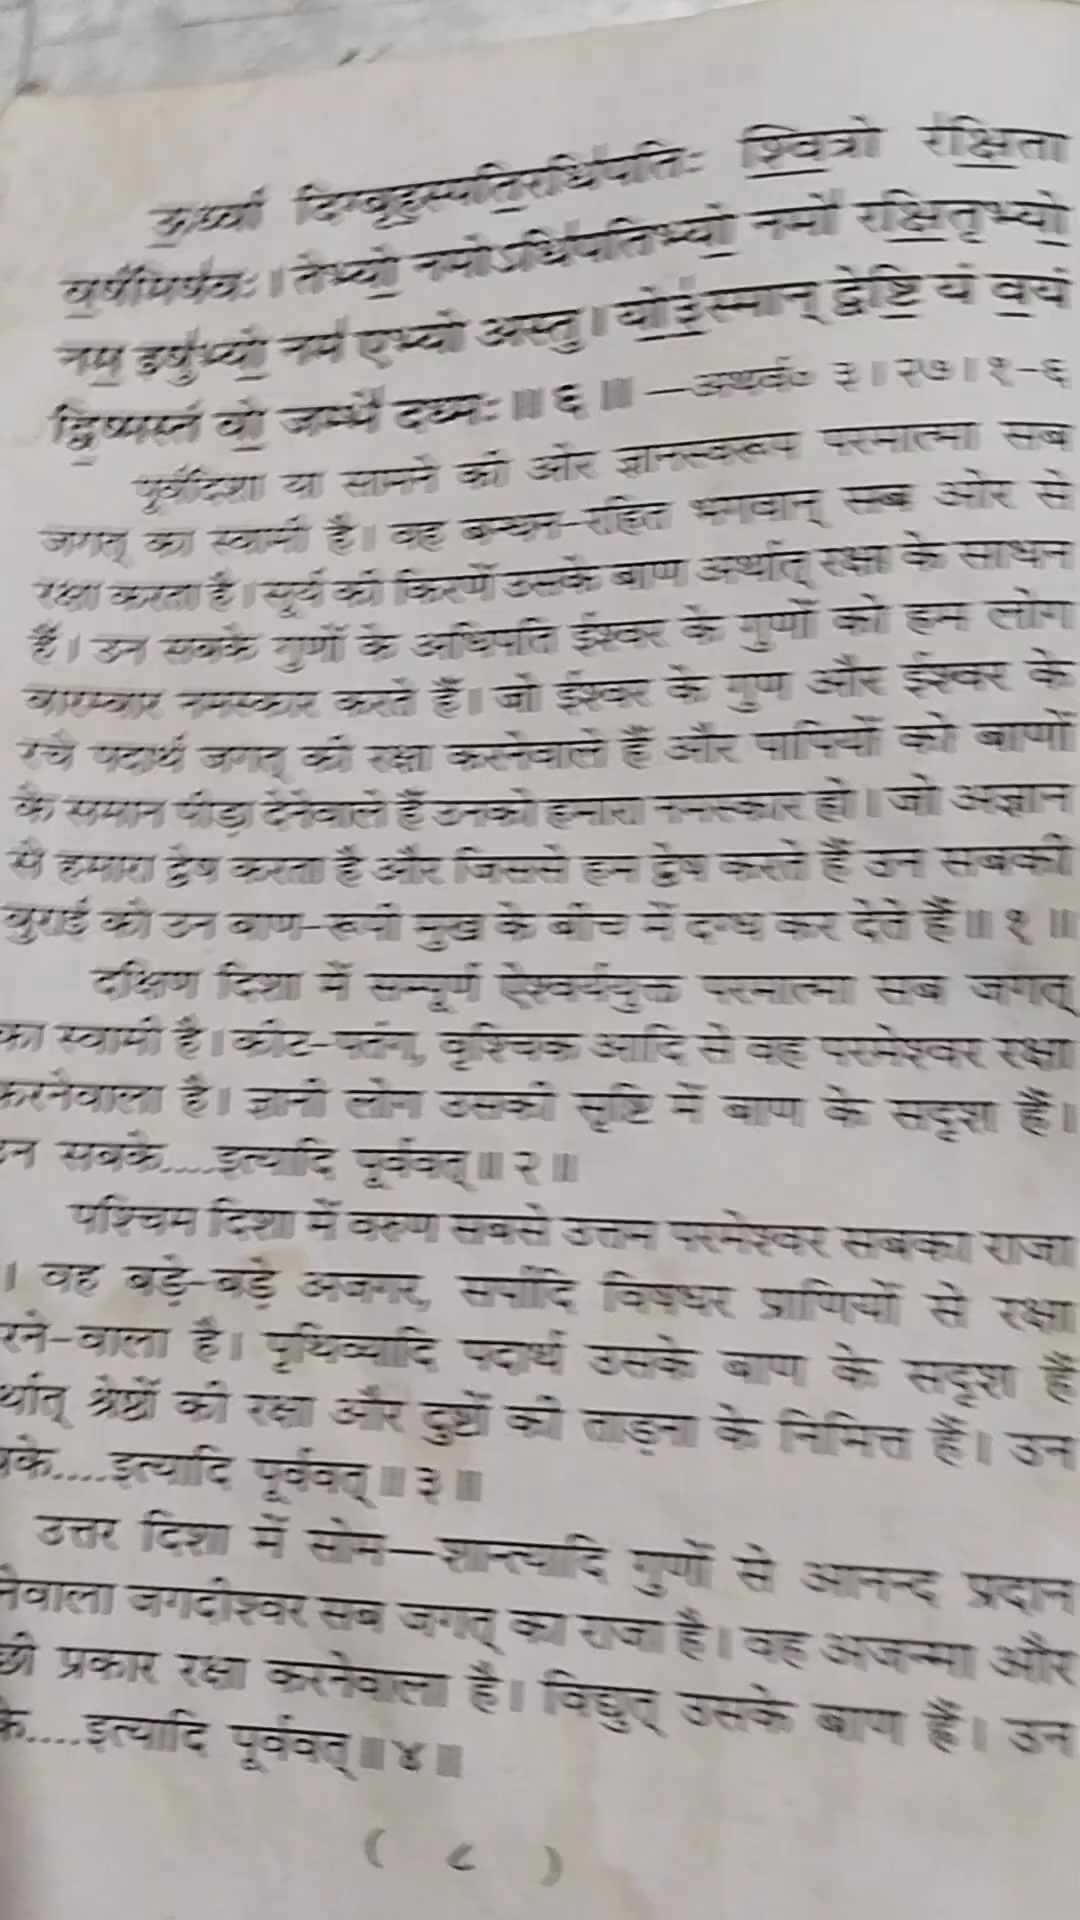 ऊ॒र्ध्वा दिग्बृह॒स्पति॒रधि॑पतिः श्वि॒त्रो र॑क्षि॒ता
व॒र्षमिष॑वः। तेभ्यो॒ नमोऽधि॑पतिभ्यो॒ नमो॑ रक्षि॒तृभ्यो॒
नम॒ इषु॑भ्यो॒ नम॑ एभ्यो अस्तु। यो॒३॒॑स्मान् द्वेष्टि॒ यं व॒यं
द्वि॒ष्मस्तं वो॒ जम्भे॑ दध्मः॥ ६॥ —अथर्व० ३।२७।१-६
पूर्वदिशा या सामने की ओर ज्ञानस्वरूप परमात्मा सब
जगत् का स्वामी है। वह बन्धन-रहित भगवान् सब ओर से
रक्षा करता है। सूर्य की किरणें उसके बाण अर्थात् रक्षा के साधन
हैं। उन सबके गुणों के अधिपति ईश्वर के गुणों को हम लोग
बारम्बार नमस्कार करते हैं। जो ईश्वर के गुण और ईश्वर के
रचे पदार्थ जगत् की रक्षा करनेवाले हैं और पापियों को बाणों
के समान पीड़ा देनेवाले हैं उनको हमारा नमस्कार हो। जो अज्ञान
से हमारा द्वेष करता है और जिससे हम द्वेष करते हैं उन सबकी
बुराई को उन बाण-रूपी मुख के बीच में दग्ध कर देते हैं॥ १॥
दक्षिण दिशा में सम्पूर्ण ऐश्वर्ययुक्त परमात्मा सब जगत्
का स्वामी है। कीट-पतंग, वृश्चिक आदि से वह परमेश्वर रक्षा
करनेवाला है। ज्ञानी लोग उसकी सृष्टि में बाण के सदृश हैं।
उन सबके....इत्यादि पूर्ववत्॥ २॥
पश्चिम दिशा में वरुण सबसे उत्तम परमेश्वर सबका राजा
। वह बड़े-बड़े अजगर, सर्पादि विषधर प्राणियों से रक्षा
रने-वाला है। पृथिव्यादि पदार्थ उसके बाण के सदृश हैं
र्थात् श्रेष्ठों की रक्षा और दुष्टों की ताड़ना के निमित्त हैं। उन
बके....इत्यादि पूर्ववत्॥ ३॥
उत्तर दिशा में सोम—शान्त्यादि गुणों से आनन्द प्रदान
नेवाला जगदीश्वर सब जगत् का राजा है। वह अजन्मा और
छी प्रकार रक्षा करनेवाला है। विद्युत् उसके बाण हैं। उन
के....इत्यादि पूर्ववत्॥ ४॥
( ८ )